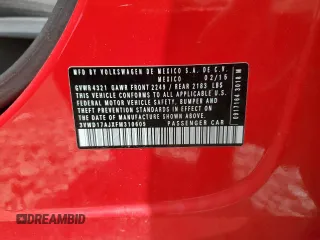 MFD BY VOLKSWAGEN DE MEXICO S.A. DE C.V.
MEXICO 02/15
GVWR 4321 GAWR FRONT 2249 / REAR 2183 LBS
THIS VEHICLE CONFORMS TO ALL APPLICABLE U.S.
FEDERAL MOTOR VEHICLE SAFETY, BUMPER, AND
THEFT PREVENTION STANDARDS IN EFFECT ON THE
DATE OF MANUFACTURE SHOWN ABOVE.
3VWD17AJXFM310605 PASSENGER CAR
DREAMBID